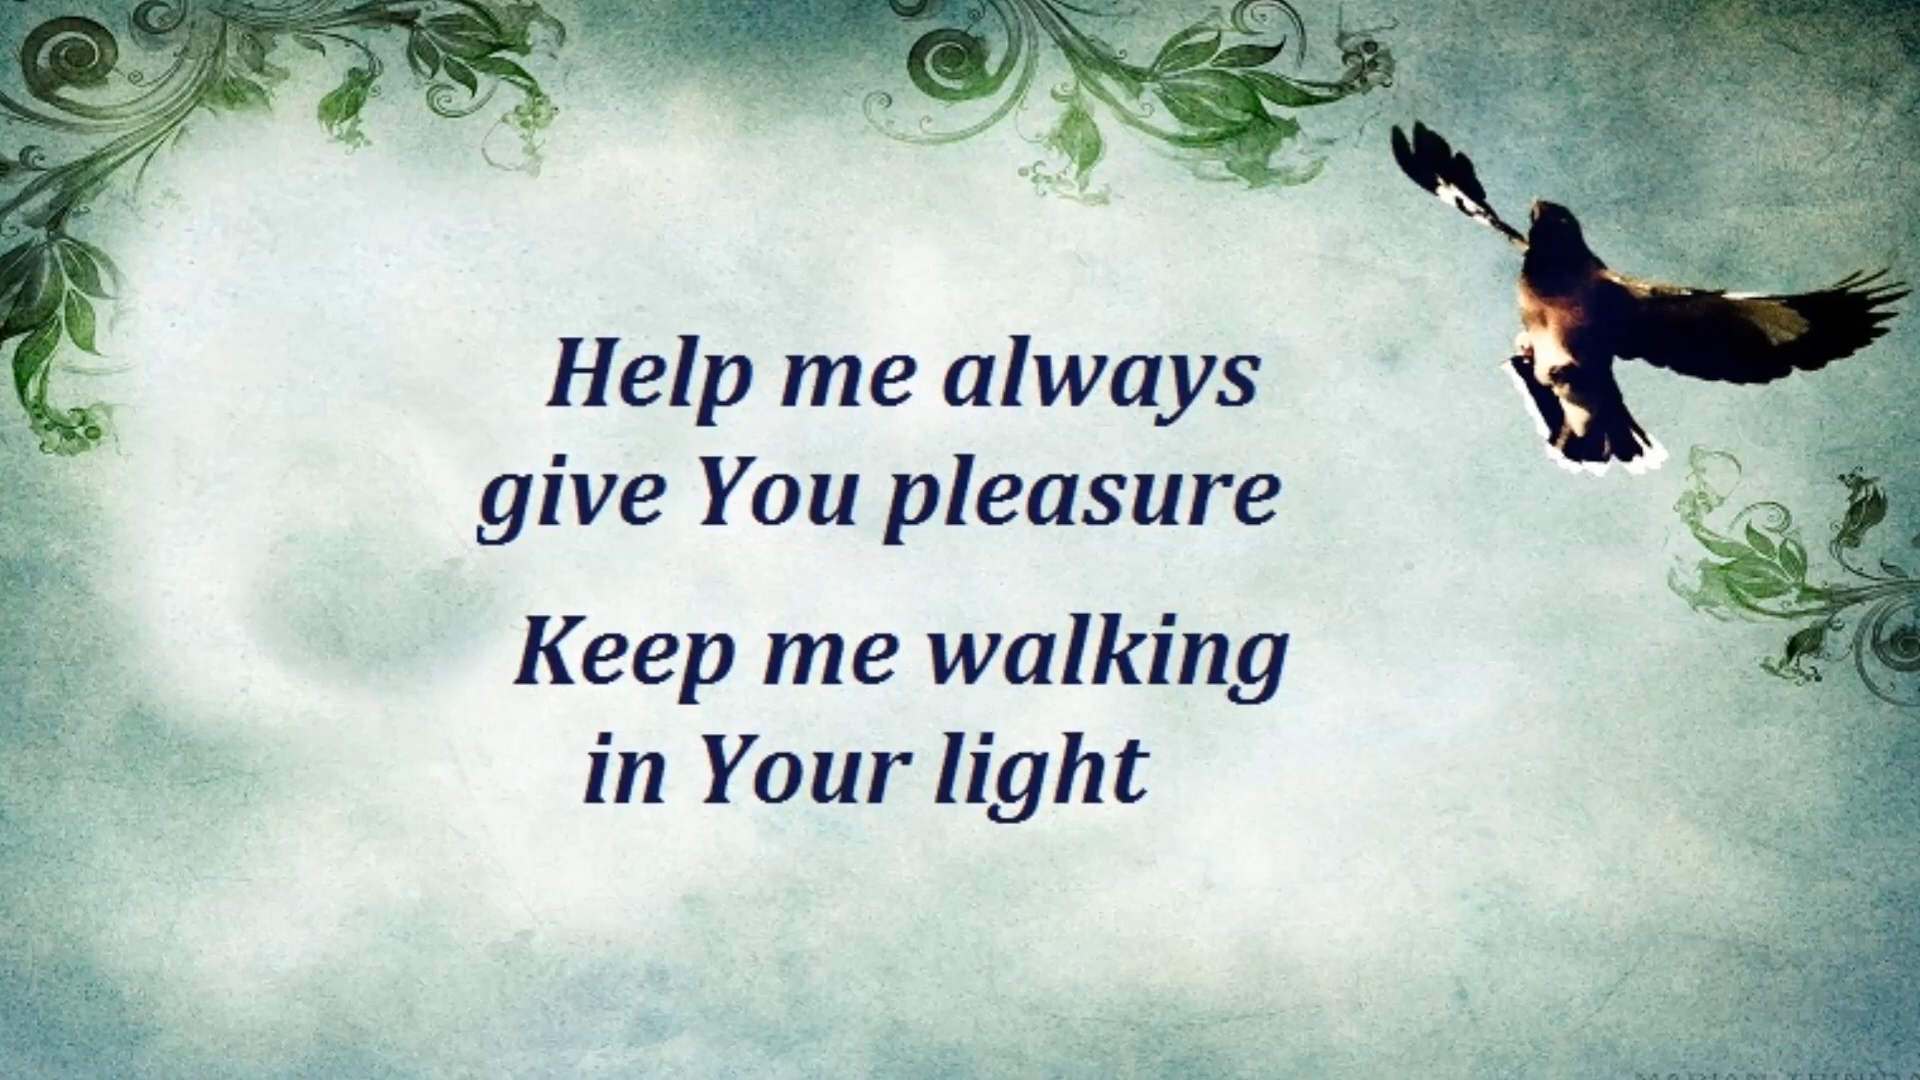 Help me always
give You pleasure
Keep me walking
in Your light